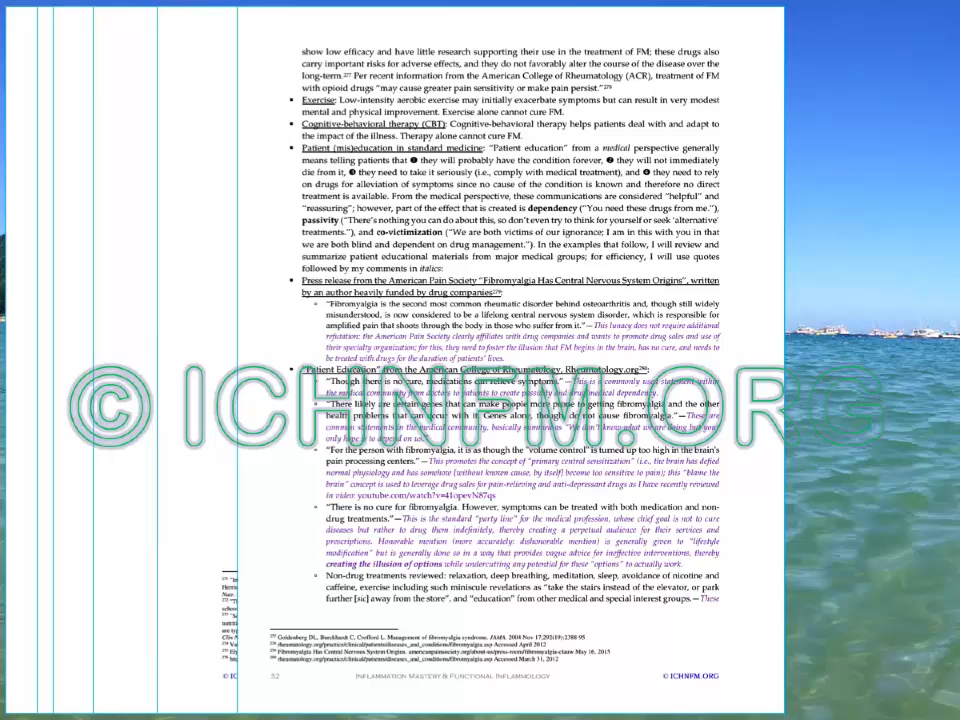 show low efficacy and have little research supporting their use in the treatment of FM; these drugs also
carry important risks for adverse effects, and they do not favorably alter the course of the disease over the
long-term.277 Per recent information from the American College of Rheumatology (ACR), treatment of FM
with opioid drugs "may cause greater pain sensitivity or make pain persist."278
▪ Exercise: Low-intensity aerobic exercise may initially exacerbate symptoms but can result in very modest
mental and physical improvement. Exercise alone cannot cure FM.
▪ Cognitive-behavioral therapy (CBT): Cognitive-behavioral therapy helps patients deal with and adapt to
the impact of the illness. Therapy alone cannot cure FM.
▪ Patient (mis)education in standard medicine: "Patient education" from a medical perspective generally
means telling patients that ❶ they will probably have the condition forever, ❷ they will not immediately
die from it, ❸ they need to take it seriously (i.e., comply with medical treatment), and ❹ they need to rely
on drugs for alleviation of symptoms since no cause of the condition is known and therefore no direct
treatment is available. From the medical perspective, these communications are considered "helpful" and
"reassuring"; however, part of the effect that is created is dependency ("You need these drugs from me."),
passivity ("There's nothing you can do about this, so don't even try to think for yourself or seek 'alternative'
treatments."), and co-victimization ("We are both victims of our ignorance; I am in this with you in that
we are both blind and dependent on drug management."). In the examples that follow, I will review and
summarize patient educational materials from major medical groups; for efficiency, I will use quotes
followed by my comments in italics:
▪ Press release from the American Pain Society "Fibromyalgia Has Central Nervous System Origins", written
by an author heavily funded by drug companies279:
▫ "Fibromyalgia is the second most common rheumatic disorder behind osteoarthritis and, though still widely
misunderstood, is now considered to be a lifelong central nervous system disorder, which is responsible for
amplified pain that shoots through the body in those who suffer from it."—This lunacy does not require additional
refutation: the American Pain Society clearly affiliates with drug companies and wants to promote drug sales and use of
their specialty organization; for this, they need to foster the illusion that FM begins in the brain, has no cure, and needs to
be treated with drugs for the duration of patients' lives.
▪ "Patient Education" from the American College of Rheumatology, Rheumatology.org280:
▫ "Though there is no cure, medications can relieve symptoms."—This is a commonly used statement within
the medical community from doctors to patients to create passivity and drug/medical dependency.
▫ "There likely are certain genes that can make people more prone to getting fibromyalgia and the other
health problems that can occur with it. Genes alone, though, do not cause fibromyalgia."—These are
common statements in the medical community, basically summed as "We don't know what we are doing but your
only hope is to depend on us."
▫ "For the person with fibromyalgia, it is as though the "volume control" is turned up too high in the brain's
pain processing centers."—This promotes the concept of "primary central sensitization" (i.e., the brain has defied
normal physiology and has somehow [without known cause, by itself] become too sensitive to pain); this "blame the
brain" concept is used to leverage drug sales for pain-relieving and anti-depressant drugs as I have recently reviewed
in video: youtube.com/watch?v=41opevN87qs
▫ "There is no cure for fibromyalgia. However, symptoms can be treated with both medication and non-
drug treatments."—This is the standard "party line" for the medical profession, whose chief goal is not to cure
diseases but rather to drug them indefinitely, thereby creating a perpetual audience for their services and
prescriptions. Honorable mention (more accurately: dishonorable mention) is generally given to "lifestyle
modification" but is generally done so in a way that provides vague advice for ineffective interventions, thereby
creating the illusion of options while undercutting any potential for these "options" to actually work.
▫ Non-drug treatments reviewed: relaxation, deep breathing, meditation, sleep, avoidance of nicotine and
caffeine, exercise including such miniscule revelations as "take the stairs instead of the elevator, or park
further [sic] away from the store", and "education" from other medical and special interest groups.—These
277 Goldenberg DL, Burckhardt C, Crofford L. Management of fibromyalgia syndrome. JAMA. 2004 Nov 17;292(19):2388-95
278 rheumatology.org/practice/clinical/patients/diseases_and_conditions/fibromyalgia.asp Accessed April 2012
279 Fibromyalgia Has Central Nervous System Origins. americanpainsociety.org/about-us/press-room/fibromyalgia-clauw May 16, 2015
280 rheumatology.org/practice/clinical/patients/diseases_and_conditions/fibromyalgia.asp Accessed March 31, 2012
52 INFLAMMATION MASTERY & FUNCTIONAL INFLAMMOLOGY © ICHNFM.ORG
© ICHNFM.ORG